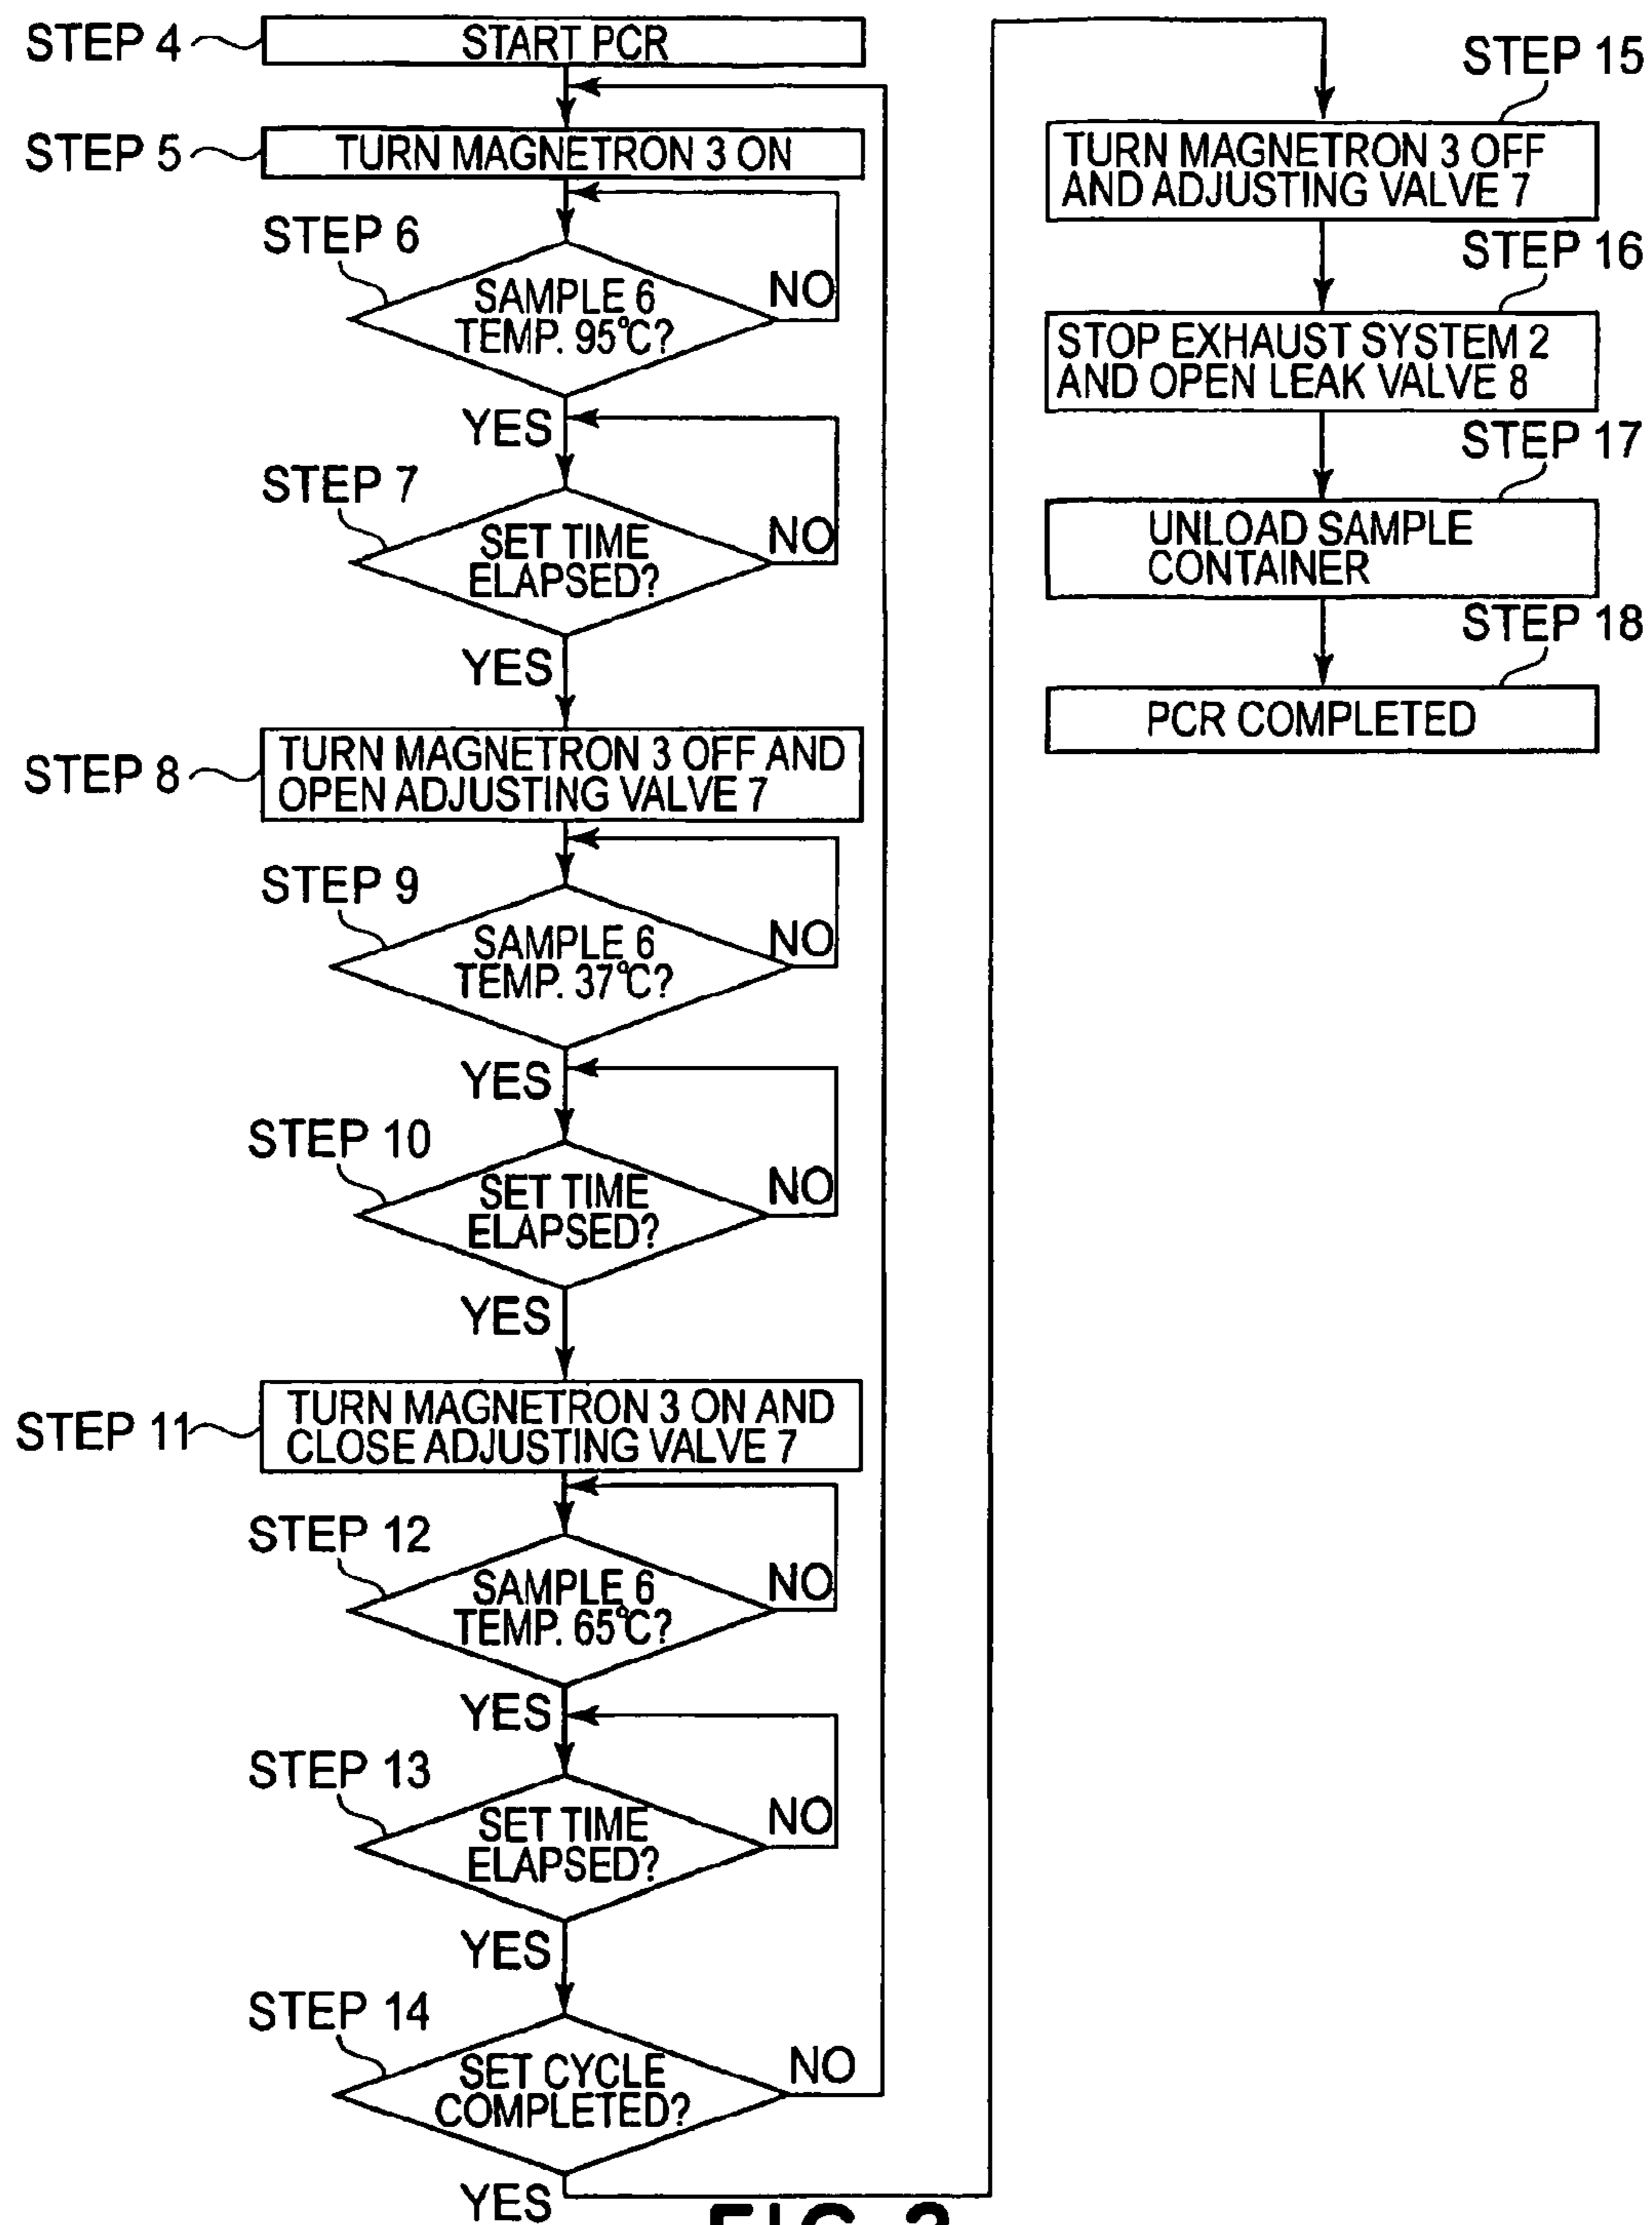 STEP 4
START PCR
STEP 5
TURN MAGNETRON 3 ON
STEP 6
SAMPLE 6
TEMP. 95℃?
NO
YES
STEP 7
SET TIME
ELAPSED?
NO
YES
STEP 8
TURN MAGNETRON 3 OFF AND
OPEN ADJUSTING VALVE 7
STEP 9
SAMPLE 6
TEMP. 37℃?
NO
YES
STEP 10
SET TIME
ELAPSED?
NO
YES
STEP 11
TURN MAGNETRON 3 ON AND
CLOSE ADJUSTING VALVE 7
STEP 12
SAMPLE 6
TEMP. 65℃?
NO
YES
STEP 13
SET TIME
ELAPSED?
NO
YES
STEP 14
SET CYCLE
COMPLETED?
NO
YES
STEP 15
TURN MAGNETRON 3 OFF
AND ADJUSTING VALVE 7
STEP 16
STOP EXHAUST SYSTEM 2
AND OPEN LEAK VALVE 8
STEP 17
UNLOAD SAMPLE
CONTAINER
STEP 18
PCR COMPLETED